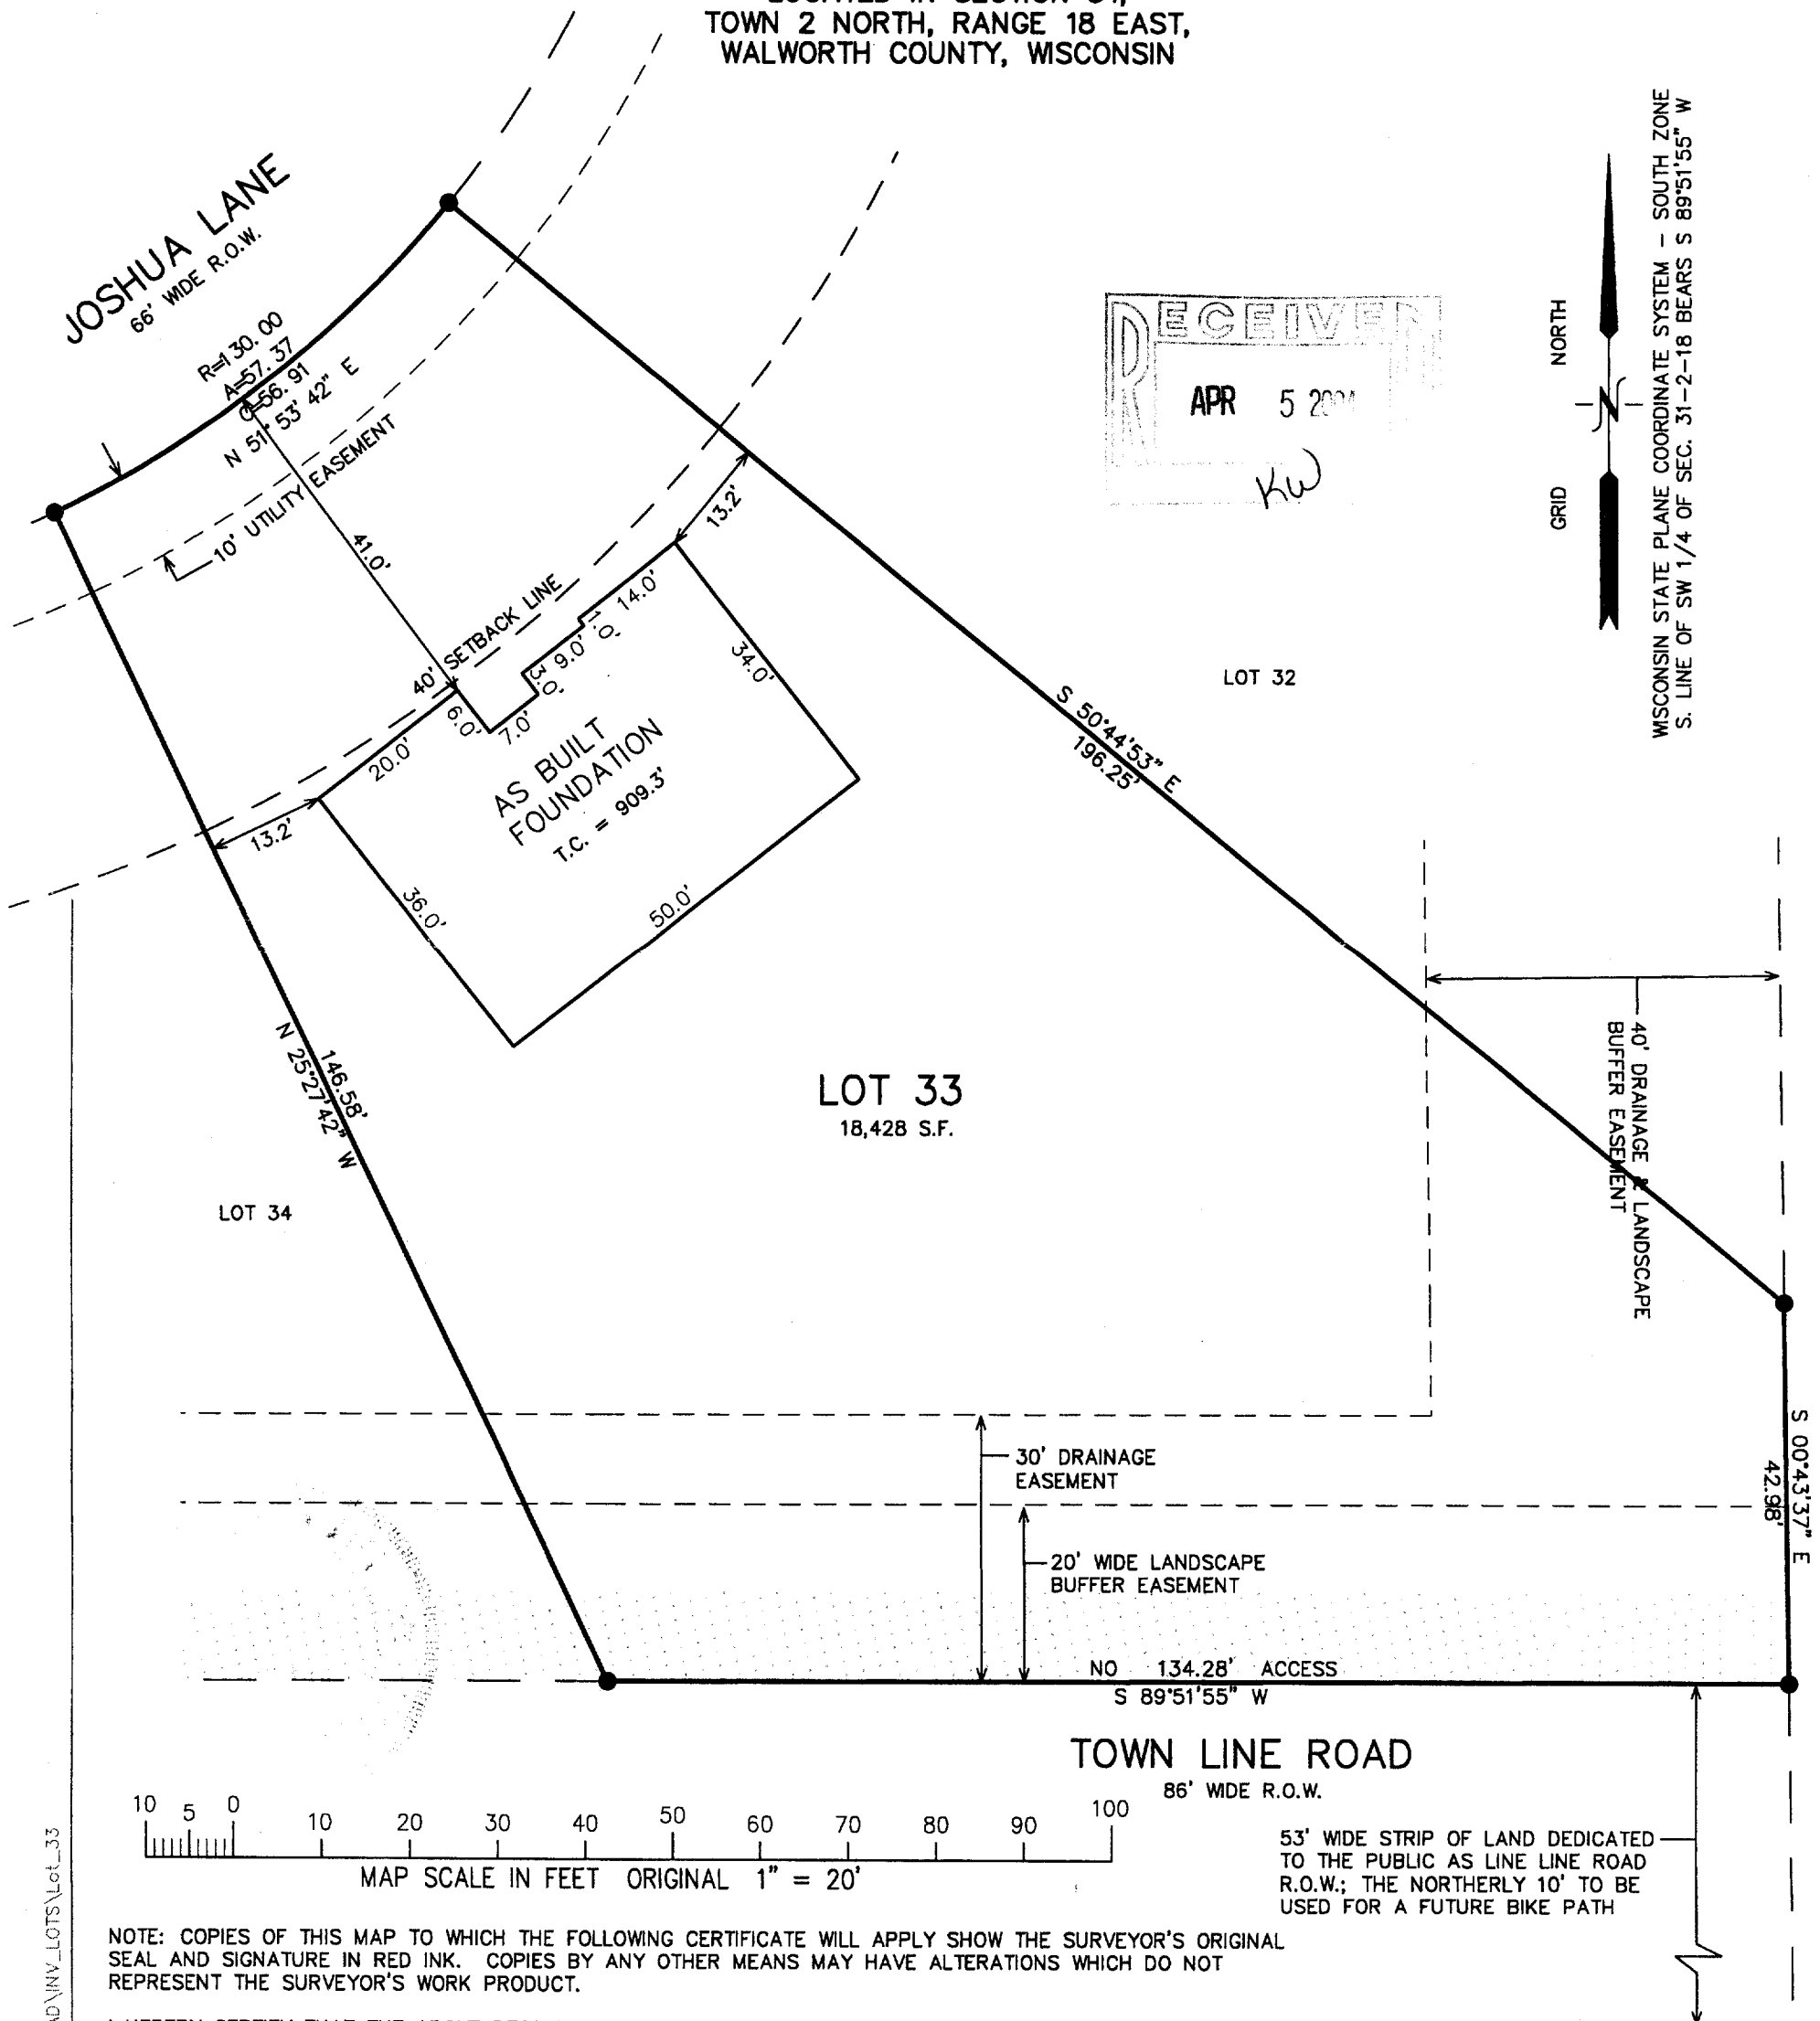 TOWN 2 NORTH, RANGE 18 EAST,
WALWORTH COUNTY, WISCONSIN
JOSHUA LANE
66' WIDE R.O.W.
R=130.00
A=57.37
C=56.91
N 51° 53' 42" E
10' UTILITY EASEMENT
41.0'
40' SETBACK LINE
13.2'
14.0'
1.0'
9.0'
3.0'
7.0'
6.0'
20.0'
13.2'
34.0'
36.0'
50.0'
AS BUILT
FOUNDATION
T.C. = 909.3'
RECEIVED
APR 5
KW
NORTH
N
GRID
WISCONSIN STATE PLANE COORDINATE SYSTEM – SOUTH ZONE
S. LINE OF SW 1/4 OF SEC. 31-2-18 BEARS S 89°51'55" W
LOT 32
S 50°44'53" E
196.25'
146.58'
N 25°27'42" W
LOT 33
18,428 S.F.
LOT 34
40' DRAINAGE & LANDSCAPE
BUFFER EASEMENT
S 00°43'37" E
42.98'
30' DRAINAGE
EASEMENT
20' WIDE LANDSCAPE
BUFFER EASEMENT
NO 134.28' ACCESS
S 89°51'55" W
TOWN LINE ROAD
86' WIDE R.O.W.
10 5 0 10 20 30 40 50 60 70 80 90 100
MAP SCALE IN FEET ORIGINAL 1" = 20'
53' WIDE STRIP OF LAND DEDICATED
TO THE PUBLIC AS LINE LINE ROAD
R.O.W.; THE NORTHERLY 10' TO BE
USED FOR A FUTURE BIKE PATH
NOTE: COPIES OF THIS MAP TO WHICH THE FOLLOWING CERTIFICATE WILL APPLY SHOW THE SURVEYOR'S ORIGINAL
SEAL AND SIGNATURE IN RED INK. COPIES BY ANY OTHER MEANS MAY HAVE ALTERATIONS WHICH DO NOT
REPRESENT THE SURVEYOR'S WORK PRODUCT.
AD\INV_LOTS\Lot_33